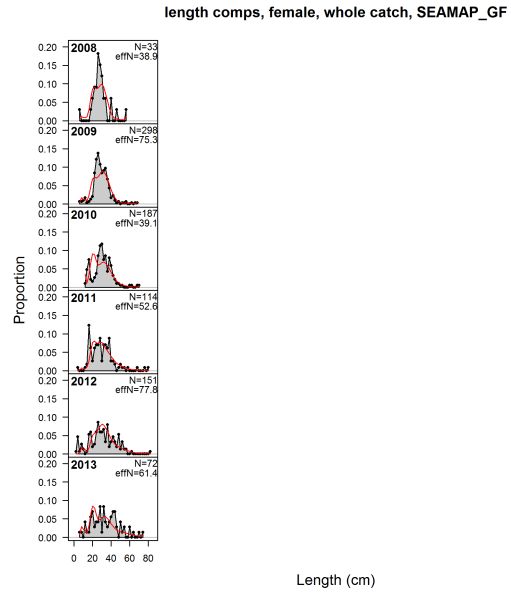 length comps, female, whole catch, SEAMAP_GF
2008
N=33
effN=38.9
0.20
0.15
0.10
0.05
0.00
2009
N=298
effN=75.3
0.20
0.15
0.10
0.05
0.00
2010
N=187
effN=39.1
0.20
0.15
0.10
0.05
0.00
2011
N=114
effN=52.6
0.20
0.15
0.10
0.05
0.00
2012
N=151
effN=77.8
0.20
0.15
0.10
0.05
0.00
2013
N=72
effN=61.4
0.20
0.15
0.10
0.05
0.00
Proportion
0 20 40 60 80
Length (cm)